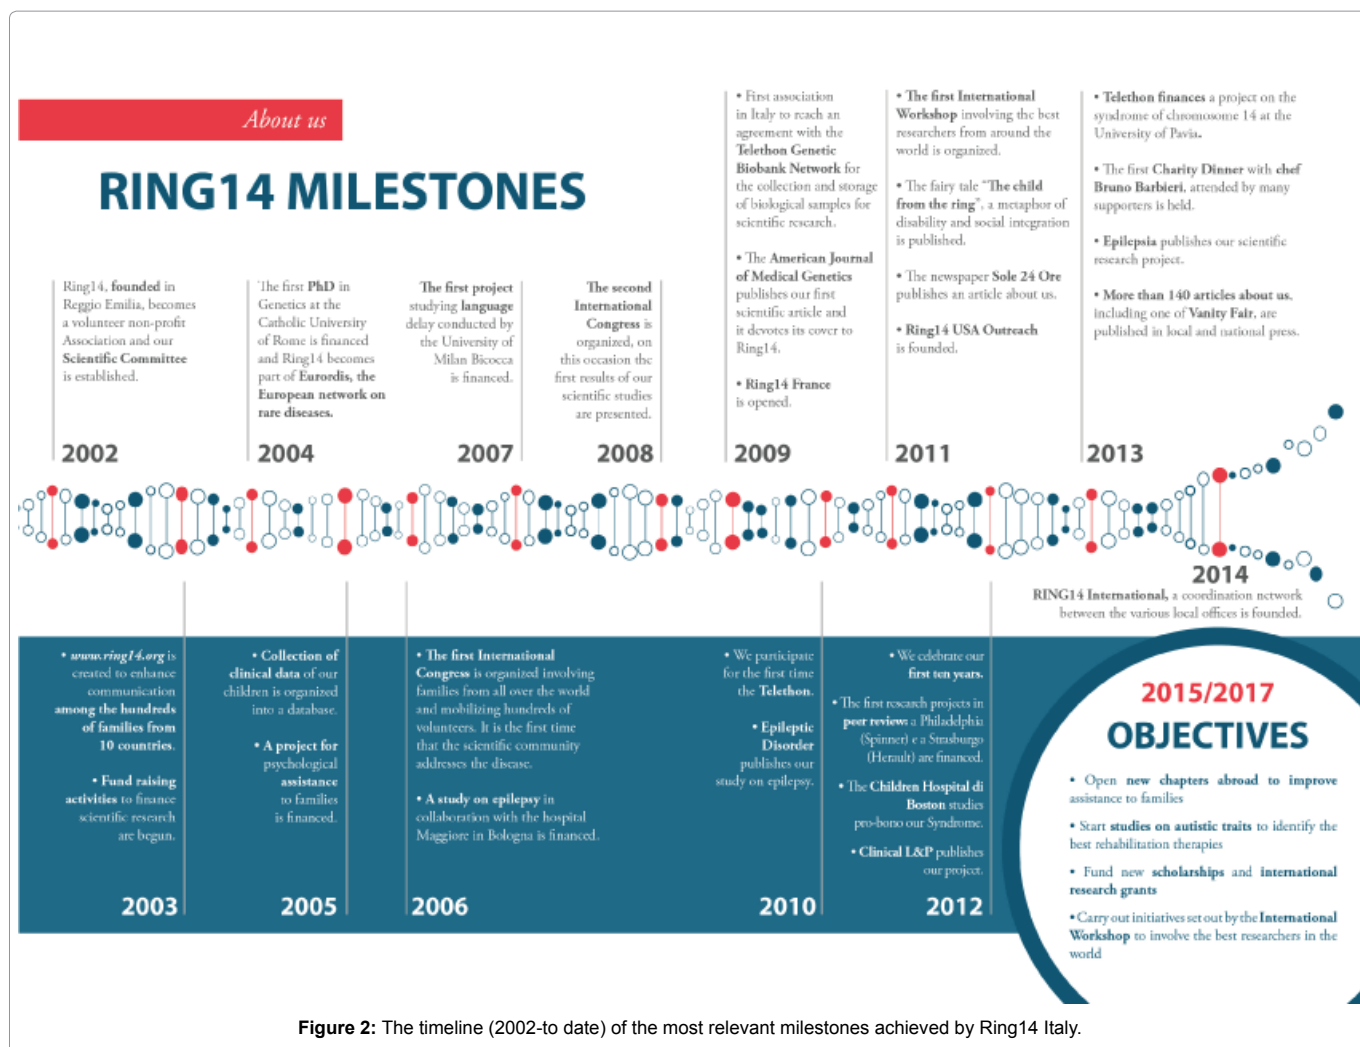 About us
RING14 MILESTONES
Ring14, founded in
Reggio Emilia, becomes
a volunteer non-profit
Association and our
Scientific Committee
is established.
2002
The first PhD in
Genetics at the
Catholic University
of Rome is financed
and Ring14 becomes
part of Eurordis, the
European network on
rare diseases.
2004
The first project
studying language
delay conducted by
the University of
Milan Bicocca
is financed.
2007
The second
International
Congress is
organized, on
this occasion the
first results of our
scientific studies
are presented.
2008
• First association
in Italy to reach an
agreement with the
Telethon Genetic
Biobank Network for
the collection and storage
of biological samples for
scientific research.
• The American Journal
of Medical Genetics
publishes our first
scientific article and
it devotes its cover to
Ring14.
• Ring14 France
is opened.
2009
• The first International
Workshop involving the best
researchers from around the
world is organized.
• The fairy tale "The child
from the ring", a metaphor of
disability and social integration
is published.
• The newspaper Sole 24 Ore
publishes an article about us.
• Ring14 USA Outreach
is founded.
2011
• Telethon finances a project on the
syndrome of chromosome 14 at the
University of Pavia.
• The first Charity Dinner with chef
Bruno Barbieri, attended by many
supporters is held.
• Epilepsia publishes our scientific
research project.
• More than 140 articles about us,
including one of Vanity Fair, are
published in local and national press.
2013
2014
RING14 International, a coordination network
between the various local offices is founded.
• www.ring14.org is
created to enhance
communication
among the hundreds
of families from
10 countries.
• Fund raising
activities to finance
scientific research
are begun.
2003
• Collection of
clinical data of our
children is organized
into a database.
• A project for
psychological
assistance
to families
is financed.
2005
• The first International
Congress is organized involving
families from all over the world
and mobilizing hundreds of
volunteers. It is the first time
that the scientific community
addresses the disease.
• A study on epilepsy in
collaboration with the hospital
Maggiore in Bologna is financed.
2006
• We participate
for the first time
the Telethon.
• Epileptic
Disorder
publishes our
study on epilepsy.
2010
• We celebrate our
first ten years.
• The first research projects in
peer review: a Philadelphia
(Spinner) e a Strasburgo
(Herault) are financed.
• The Children Hospital di
Boston studies
pro-bono our Syndrome.
• Clinical L&P publishes
our project.
2012
2015/2017
OBJECTIVES
• Open new chapters abroad to improve
assistance to families
• Start studies on autistic traits to identify the
best rehabilitation therapies
• Fund new scholarships and international
research grants
• Carry out initiatives set out by the International
Workshop to involve the best researchers in the
world
Figure 2: The timeline (2002-to date) of the most relevant milestones achieved by Ring14 Italy.